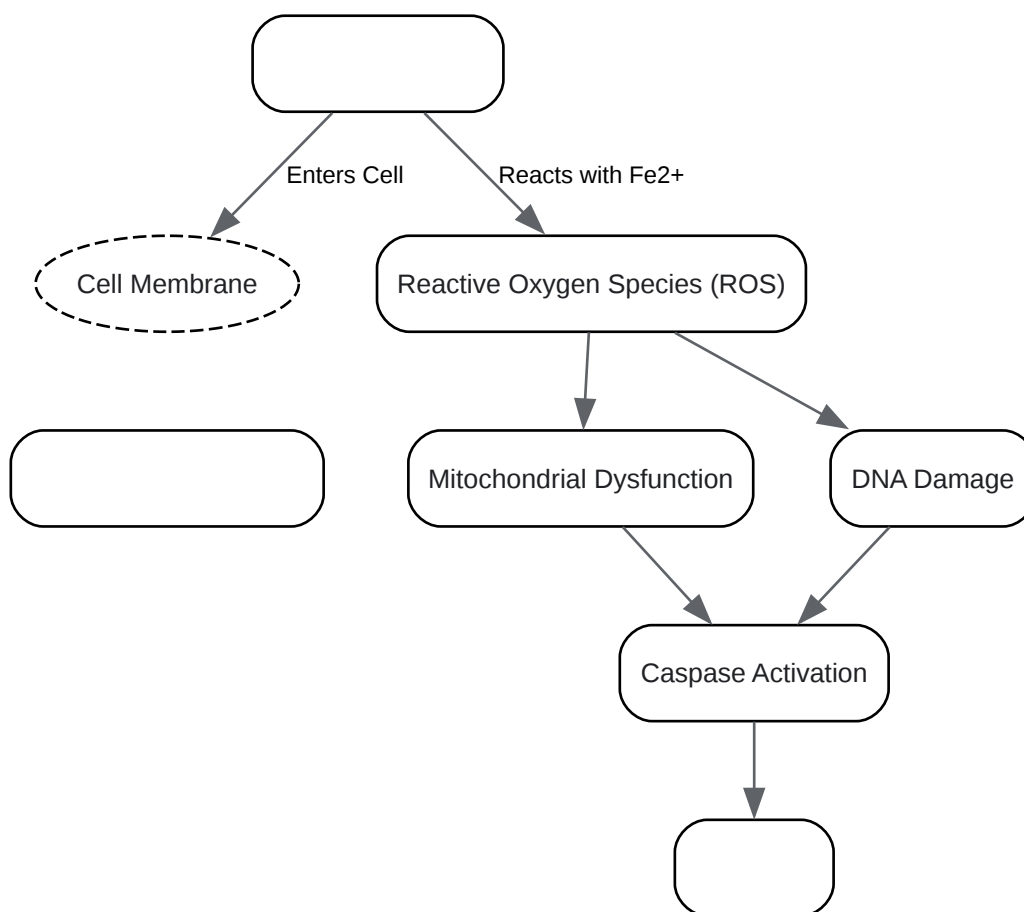 Enters Cell
Reacts with Fe2+
Cell Membrane
Reactive Oxygen Species (ROS)
Mitochondrial Dysfunction
DNA Damage
Caspase Activation